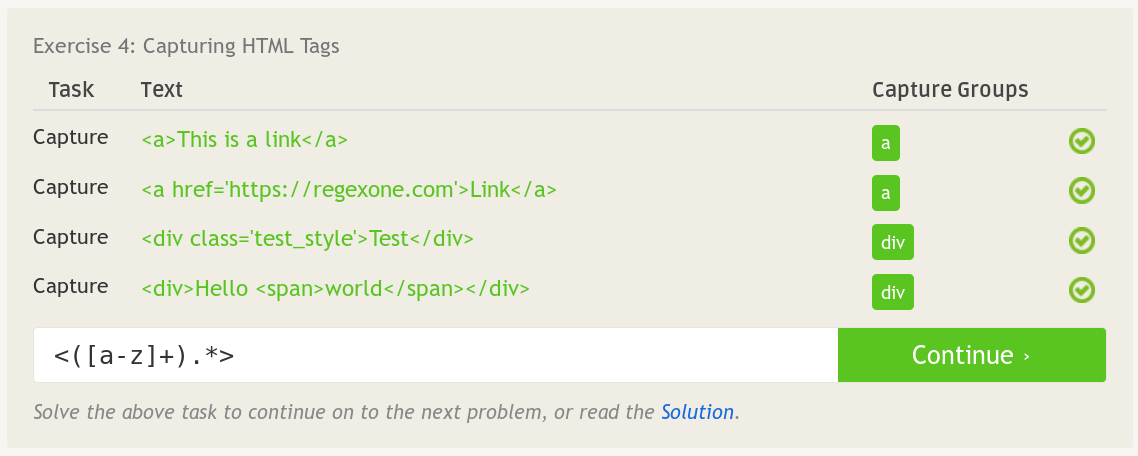 Exercise 4: Capturing HTML Tags
Task Text Capture Groups
Capture <a>This is a link</a> a
Capture <a href='https://regexone.com'>Link</a> a
Capture <div class='test_style'>Test</div> div
Capture <div>Hello <span>world</span></div> div
<([a-z]+).*> Continue ›
Solve the above task to continue on to the next problem, or read the Solution.